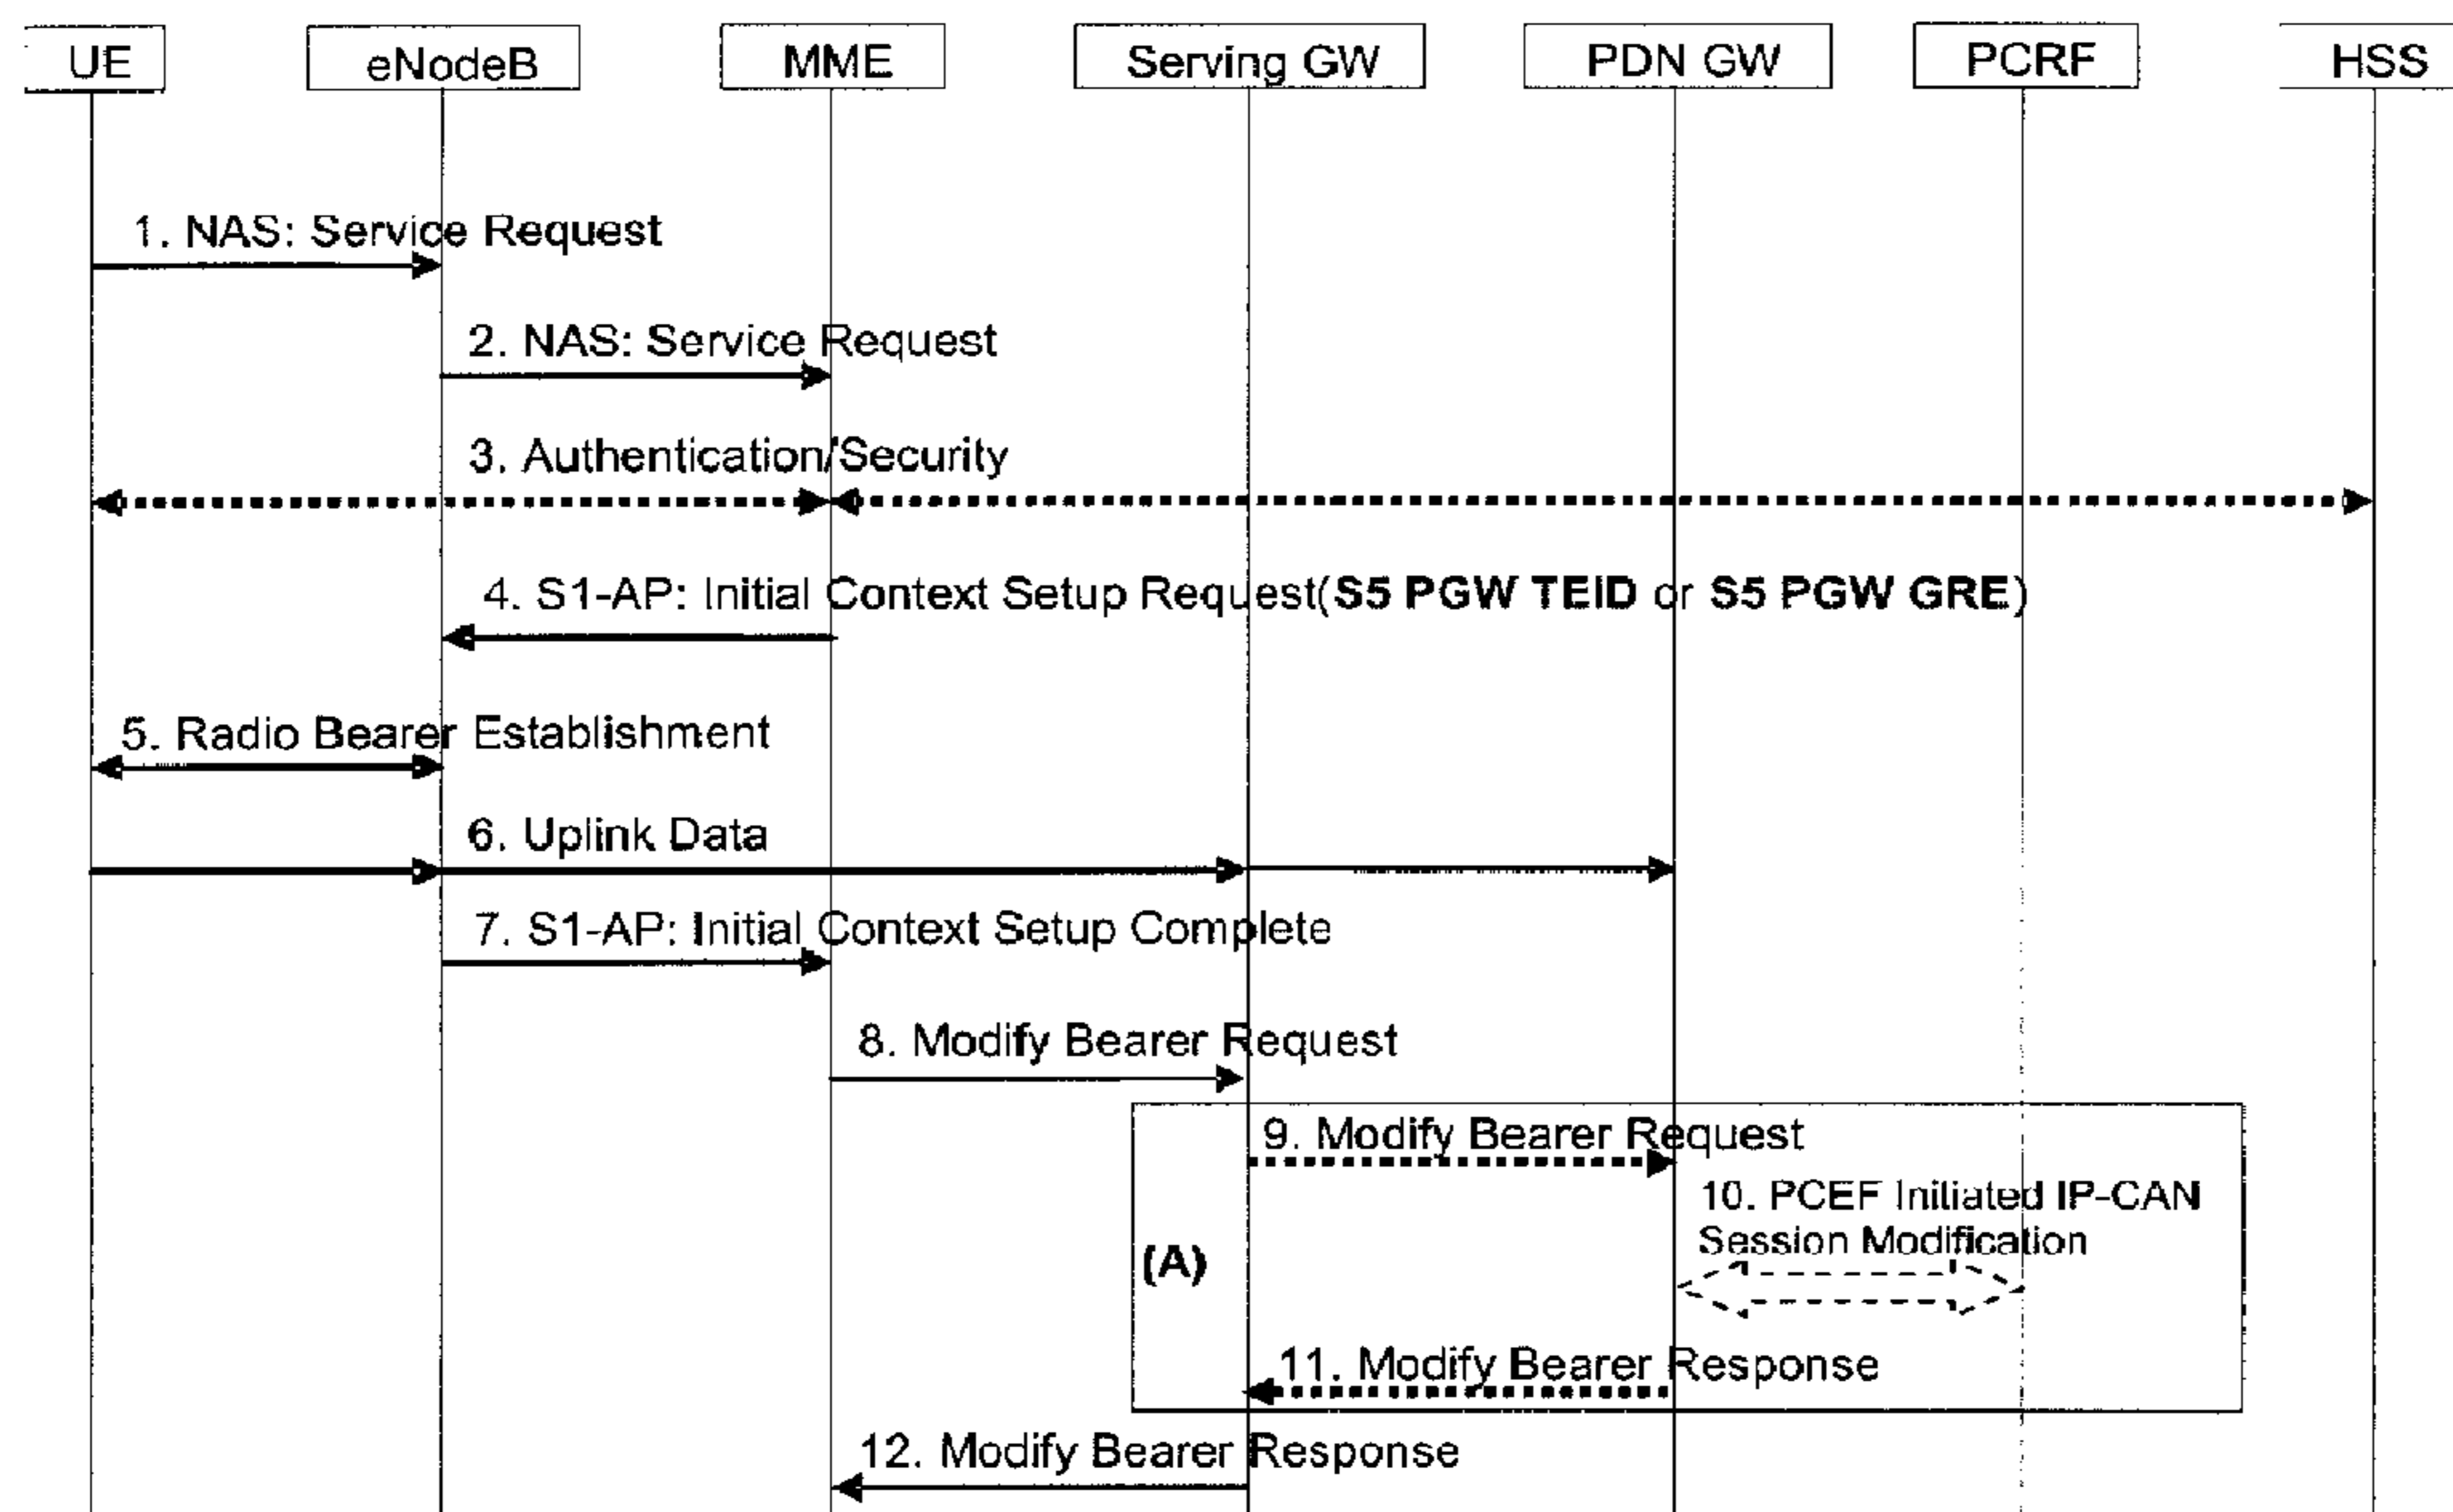 UE eNodeB MME Serving GW PDN GW PCRF HSS
1. NAS: Service Request
2. NAS: Service Request
3. Authentication/Security
4. S1-AP: Initial Context Setup Request(S5 PGW TEID or S5 PGW GRE)
5. Radio Bearer Establishment
6. Uplink Data
7. S1-AP: Initial Context Setup Complete
8. Modify Bearer Request
9. Modify Bearer Request
10. PCEF Initiated IP-CAN
Session Modification
(A)
11. Modify Bearer Response
12. Modify Bearer Response